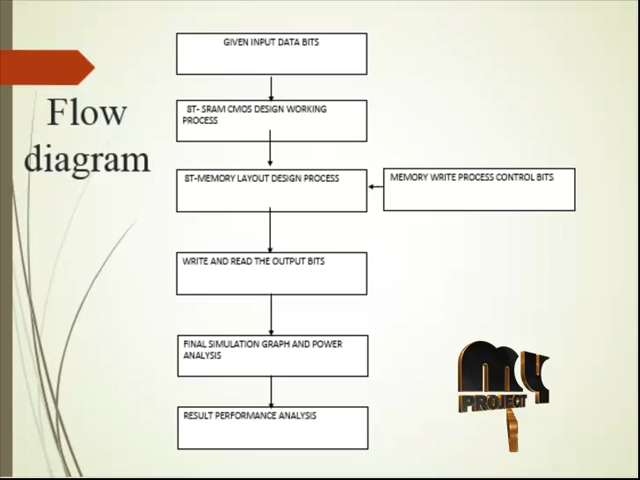 Flow
diagram
GIVEN INPUT DATA BITS
8T- SRAM CMOS DESIGN WORKING
PROCESS
8T-MEMORY LAYOUT DESIGN PROCESS
MEMORY WRITE PROCESS CONTROL BITS
WRITE AND READ THE OUTPUT BITS
FINAL SIMULATION GRAPH AND POWER
ANALYSIS
RESULT PERFORMANCE ANALYSIS
my
PROJECT